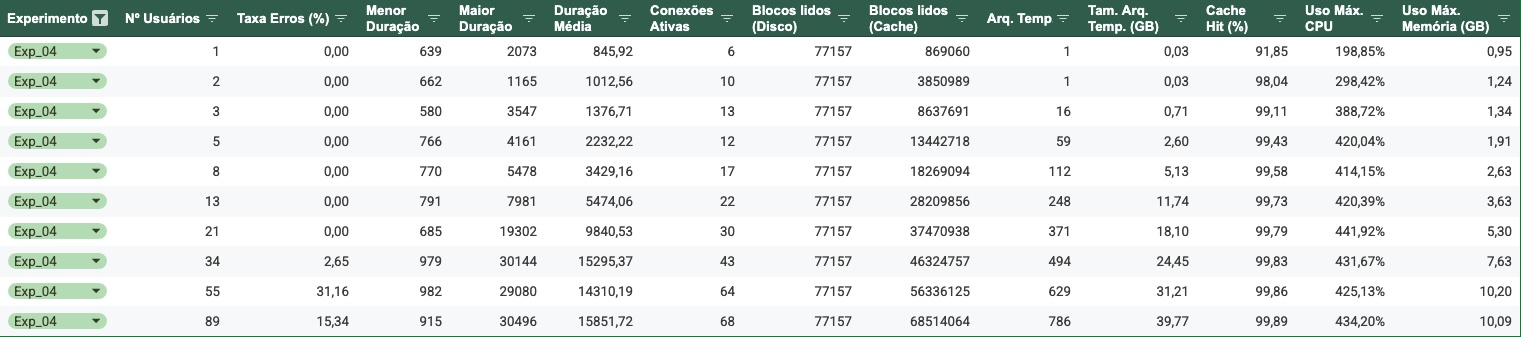 Experimento Nº Usuários Taxa Erros (%) Menor Duração Maior Duração Duração Média Conexões Ativas Blocos lidos (Disco) Blocos lidos (Cache) Arq. Temp Tam. Arq. Temp. (GB) Cache Hit (%) Uso Máx. CPU Uso Máx. Memória (GB)
Exp_04 1 0,00 639 2073 845,92 6 77157 869060 1 0,03 91,85 198,85% 0,95
Exp_04 2 0,00 662 1165 1012,56 10 77157 3850989 1 0,03 98,04 298,42% 1,24
Exp_04 3 0,00 580 3547 1376,71 13 77157 8637691 16 0,71 99,11 388,72% 1,34
Exp_04 5 0,00 766 4161 2232,22 12 77157 13442718 59 2,60 99,43 420,04% 1,91
Exp_04 8 0,00 770 5478 3429,16 17 77157 18269094 112 5,13 99,58 414,15% 2,63
Exp_04 13 0,00 791 7981 5474,06 22 77157 28209856 248 11,74 99,73 420,39% 3,63
Exp_04 21 0,00 685 19302 9840,53 30 77157 37470938 371 18,10 99,79 441,92% 5,30
Exp_04 34 2,65 979 30144 15295,37 43 77157 46324757 494 24,45 99,83 431,67% 7,63
Exp_04 55 31,16 982 29080 14310,19 64 77157 56336125 629 31,21 99,86 425,13% 10,20
Exp_04 89 15,34 915 30496 15851,72 68 77157 68514064 786 39,77 99,89 434,20% 10,09